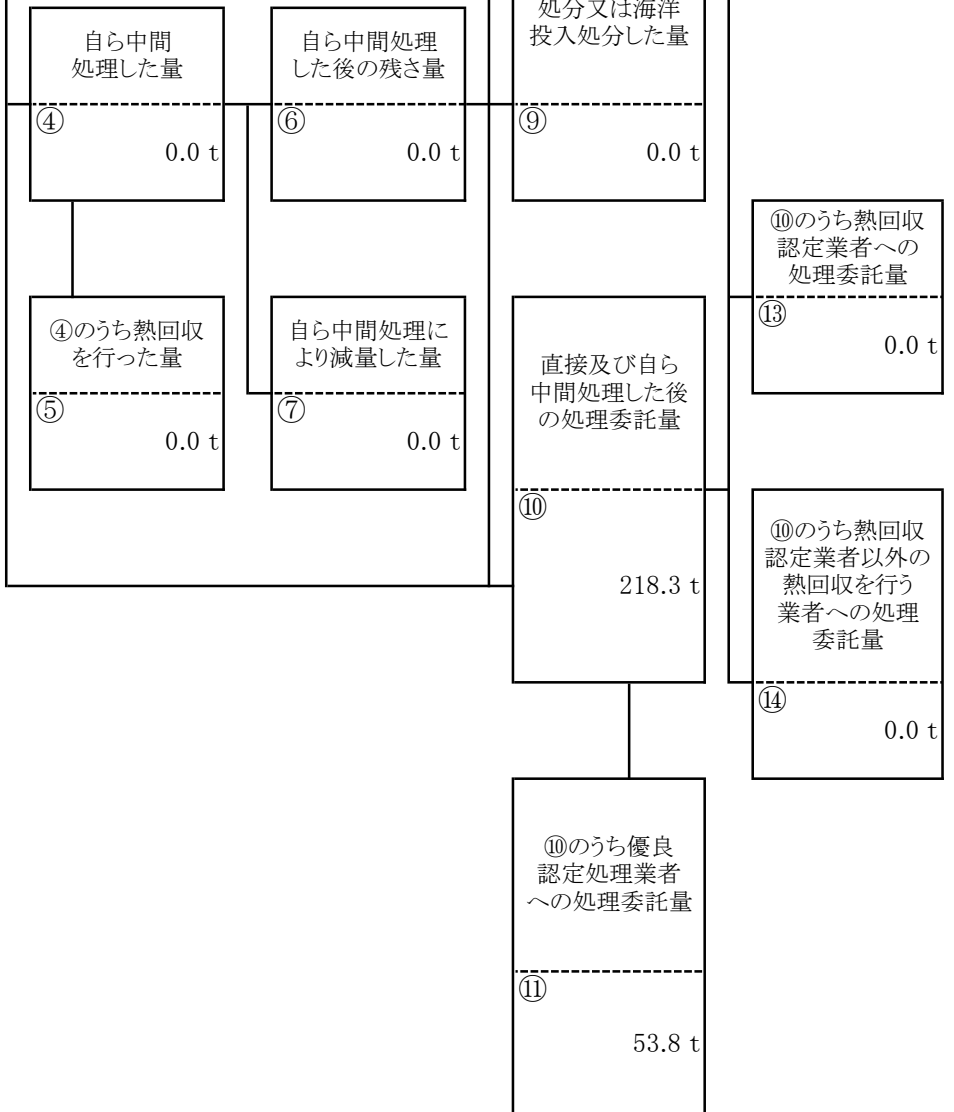 自ら中間
処理した量
④
0.0 t
自ら中間処理
した後の残さ量
⑥
0.0 t
処分又は海洋
投入処分した量
⑨
0.0 t
⑩のうち熱回収
認定業者への
処理委託量
⑬
0.0 t
④のうち熱回収
を行った量
⑤
0.0 t
自ら中間処理に
より減量した量
⑦
0.0 t
直接及び自ら
中間処理した後
の処理委託量
⑩
218.3 t
⑩のうち熱回収
認定業者以外の
熱回収を行う
業者への処理
委託量
⑭
0.0 t
⑩のうち優良
認定処理業者
への処理委託量
⑪
53.8 t